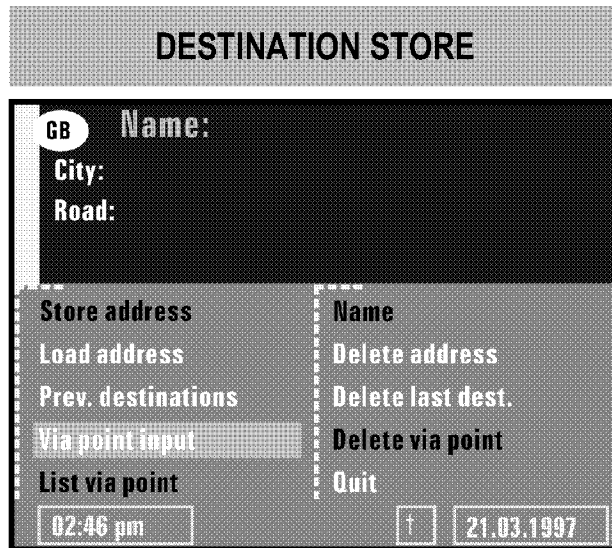 DESTINATION STORE
GB Name:
City:
Road:
Store address
Load address
Prev. destinations
Via point input
List via point
Name
Delete address
Delete last dest.
Delete via point
Quit
02:46 pm † 21.03.1997